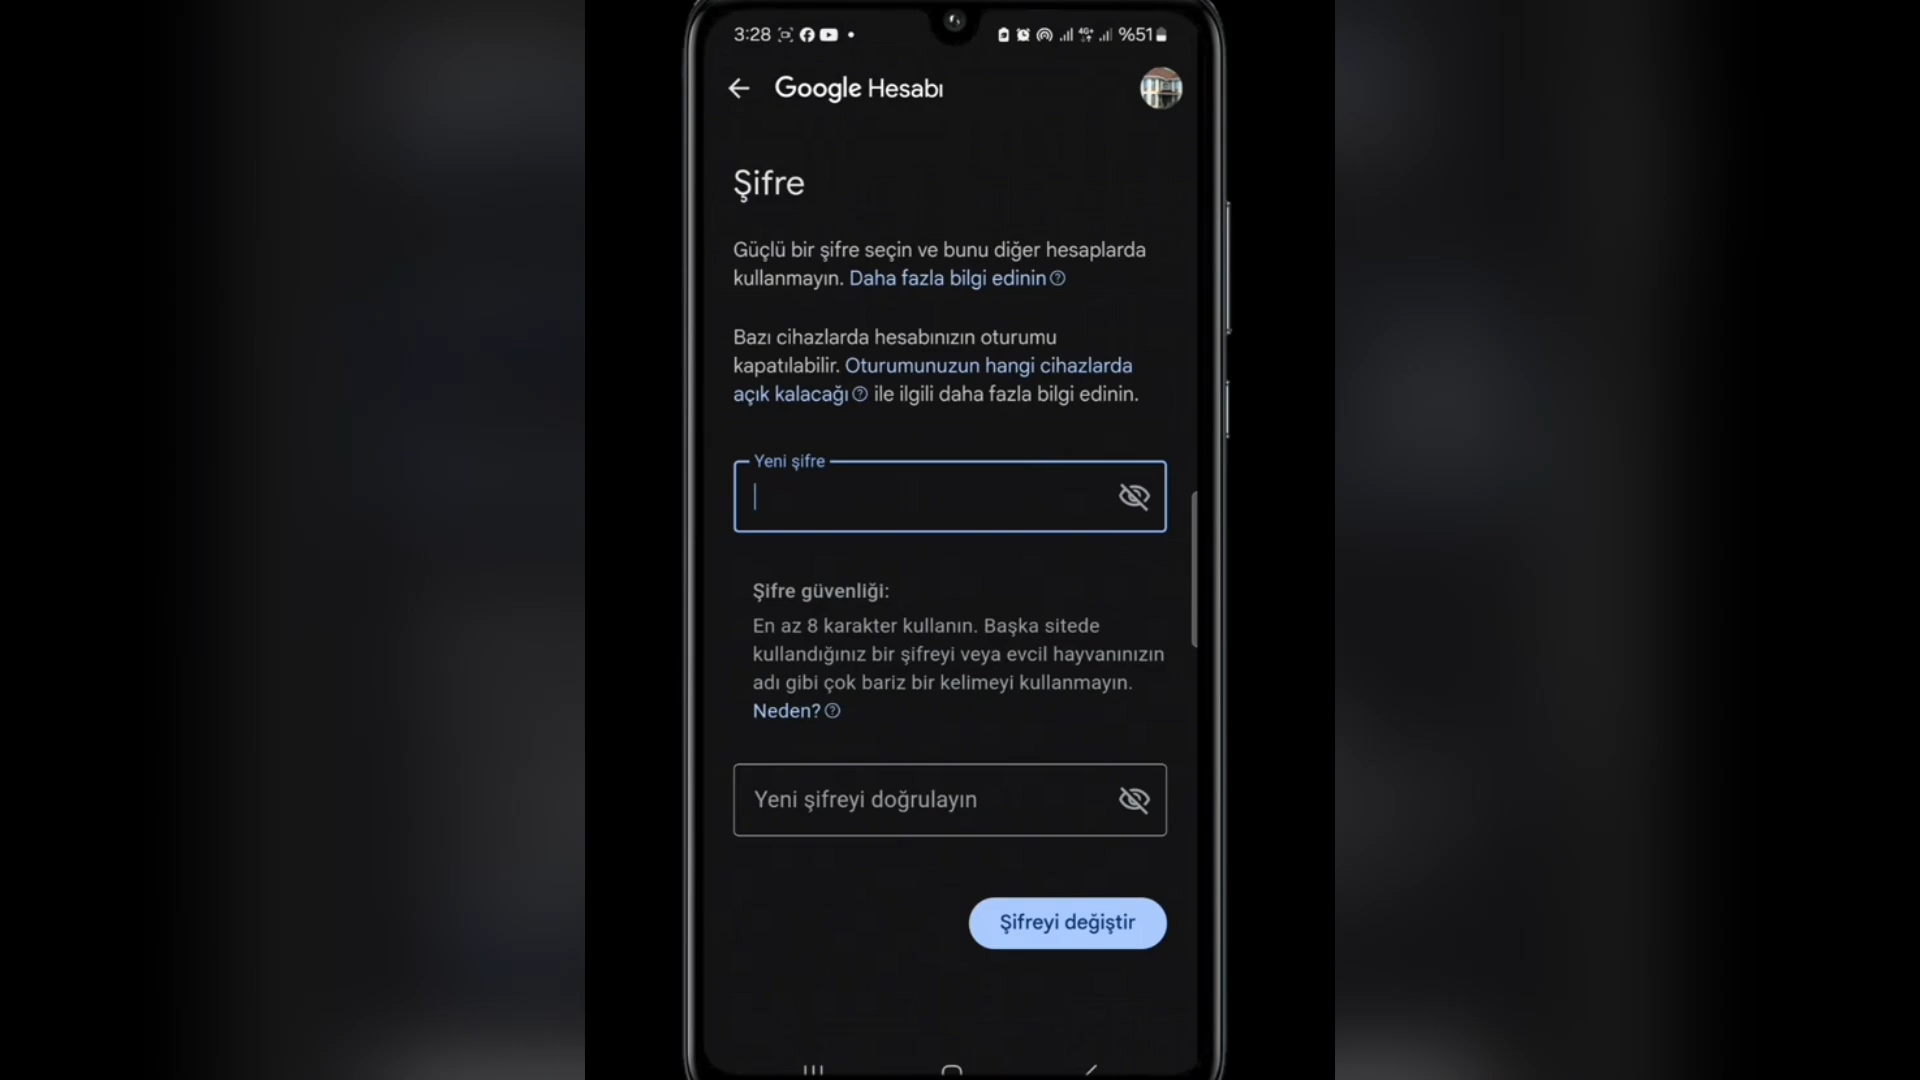 3:28
4G+
%51
Google Hesabı
Şifre
Güçlü bir şifre seçin ve bunu diğer hesaplarda
kullanmayın. Daha fazla bilgi edinin
Bazı cihazlarda hesabınızın oturumu
kapatılabilir. Oturumunuzun hangi cihazlarda
açık kalacağı ile ilgili daha fazla bilgi edinin.
Yeni şifre
Şifre güvenliği:
En az 8 karakter kullanın. Başka sitede
kullandığınız bir şifreyi veya evcil hayvanınızın
adı gibi çok bariz bir kelimeyi kullanmayın.
Neden?
Yeni şifreyi doğrulayın
Şifreyi değiştir